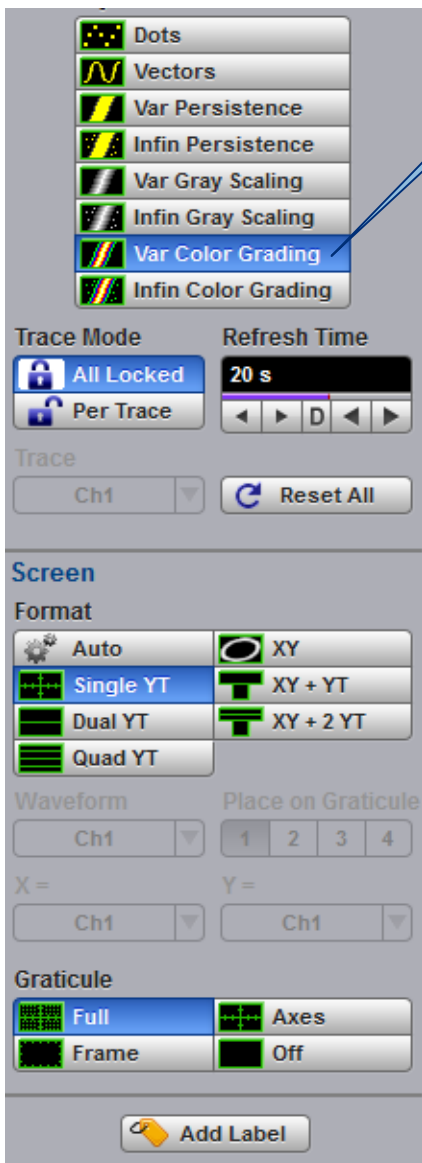 Dots
Vectors
Var Persistence
Infin Persistence
Var Gray Scaling
Infin Gray Scaling
Var Color Grading
Infin Color Grading
Trace Mode Refresh Time
All Locked 20 s
Per Trace D
Trace
Ch1 Reset All
Screen
Format
Auto XY
Single YT XY + YT
Dual YT XY + 2 YT
Quad YT
Waveform Place on Graticule
Ch1 1 2 3 4
X = Y =
Ch1 Ch1
Graticule
Full Axes
Frame Off
Add Label